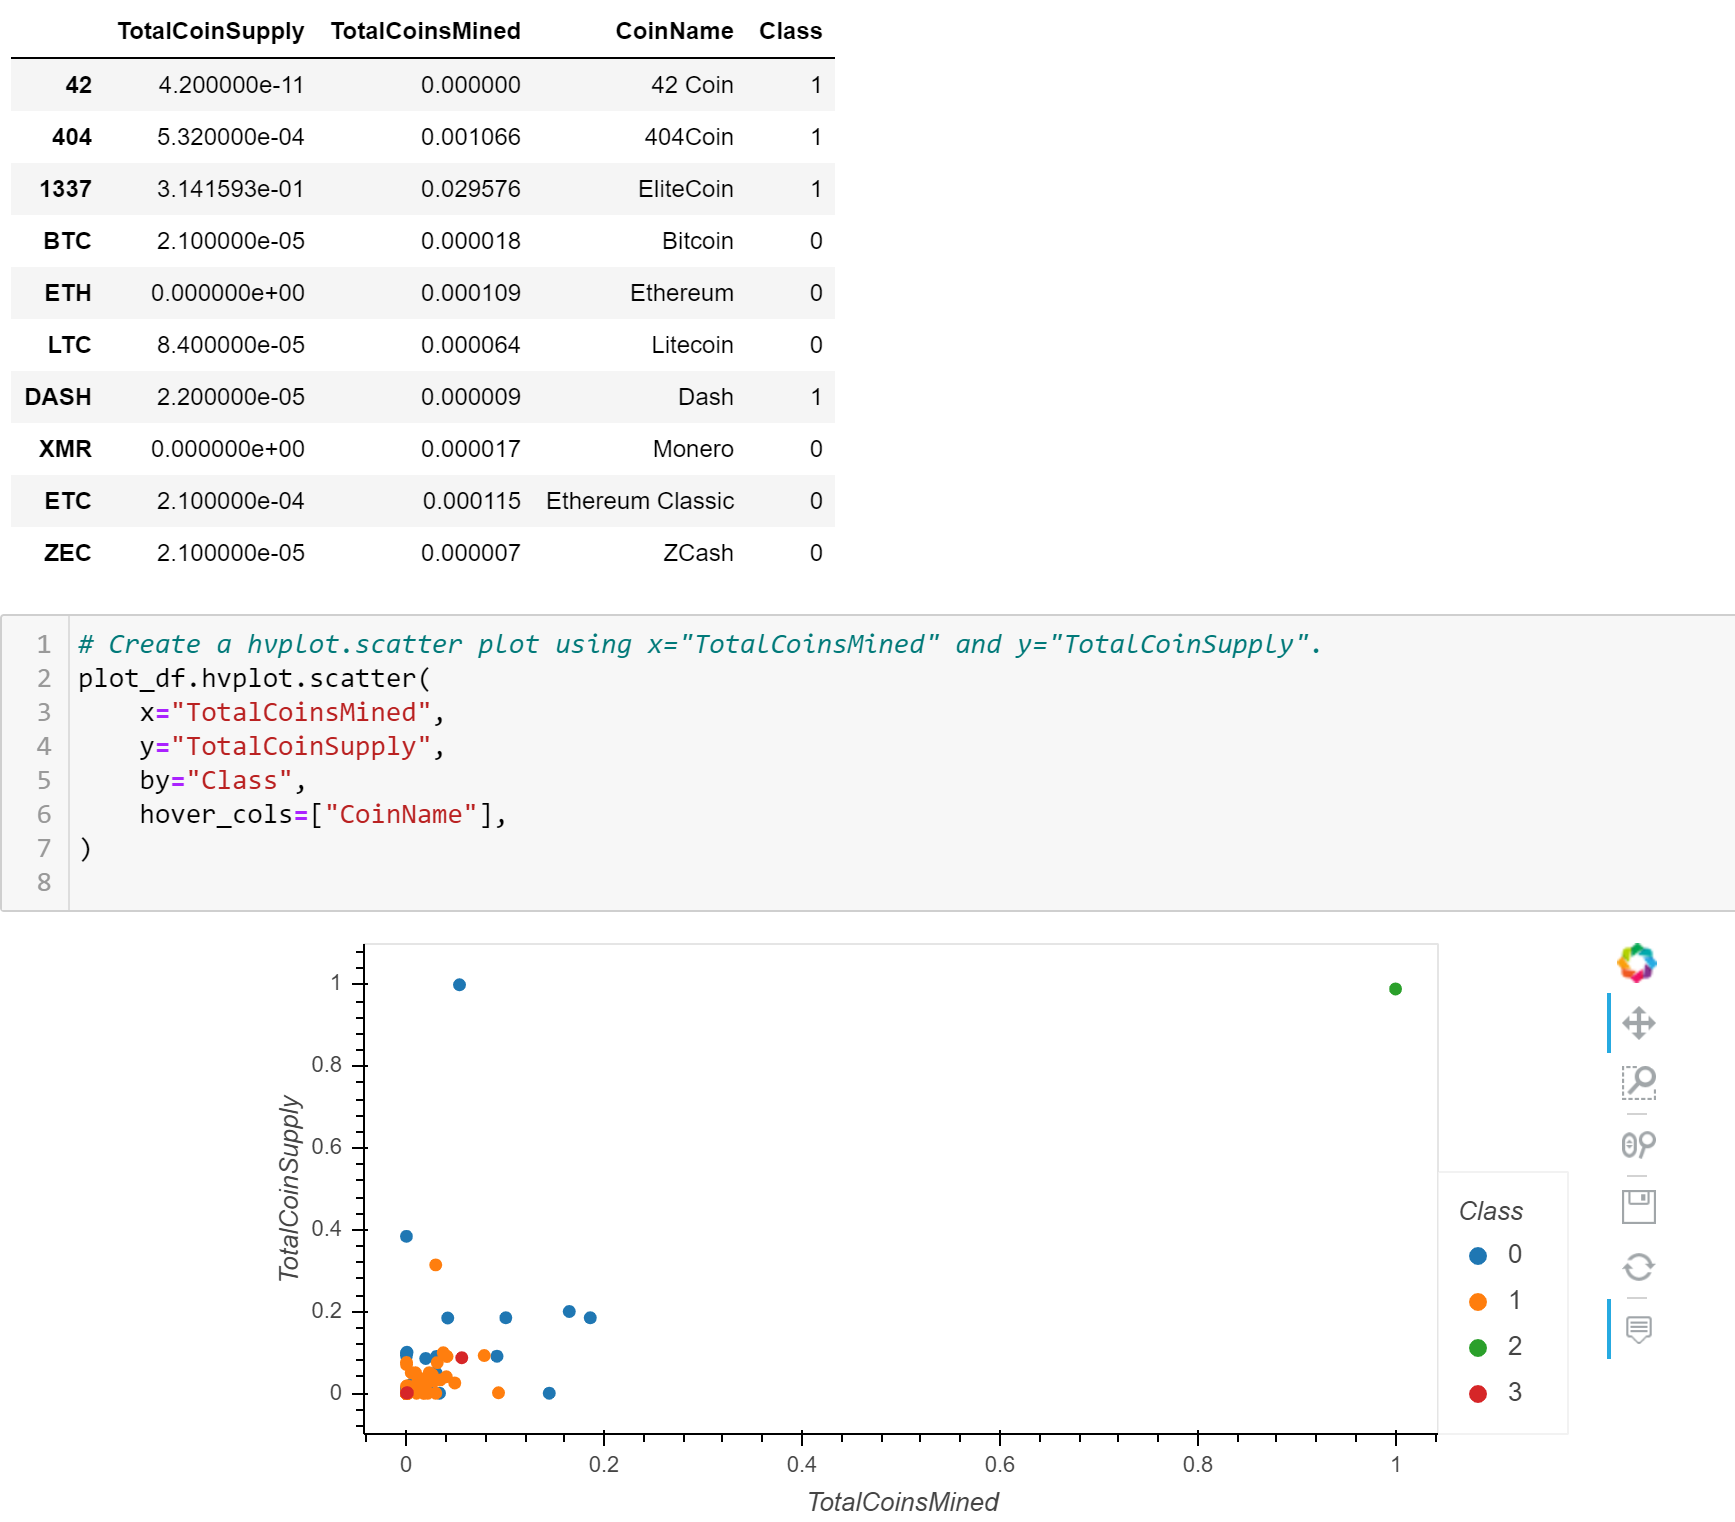 TotalCoinSupply TotalCoinsMined CoinName Class
42 4.200000e-11 0.000000 42 Coin 1
404 5.320000e-04 0.001066 404Coin 1
1337 3.141593e-01 0.029576 EliteCoin 1
BTC 2.100000e-05 0.000018 Bitcoin 0
ETH 0.000000e+00 0.000109 Ethereum 0
LTC 8.400000e-05 0.000064 Litecoin 0
DASH 2.200000e-05 0.000009 Dash 1
XMR 0.000000e+00 0.000017 Monero 0
ETC 2.100000e-04 0.000115 Ethereum Classic 0
ZEC 2.100000e-05 0.000007 ZCash 0
1 # Create a hvplot.scatter plot using x="TotalCoinsMined" and y="TotalCoinSupply".
2 plot_df.hvplot.scatter(
3     x="TotalCoinsMined",
4     y="TotalCoinSupply",
5     by="Class",
6     hover_cols=["CoinName"],
7 )
8
TotalCoinSupply
1
0.8
0.6
0.4
0.2
0
0 0.2 0.4 0.6 0.8 1
TotalCoinsMined
Class
0
1
2
3